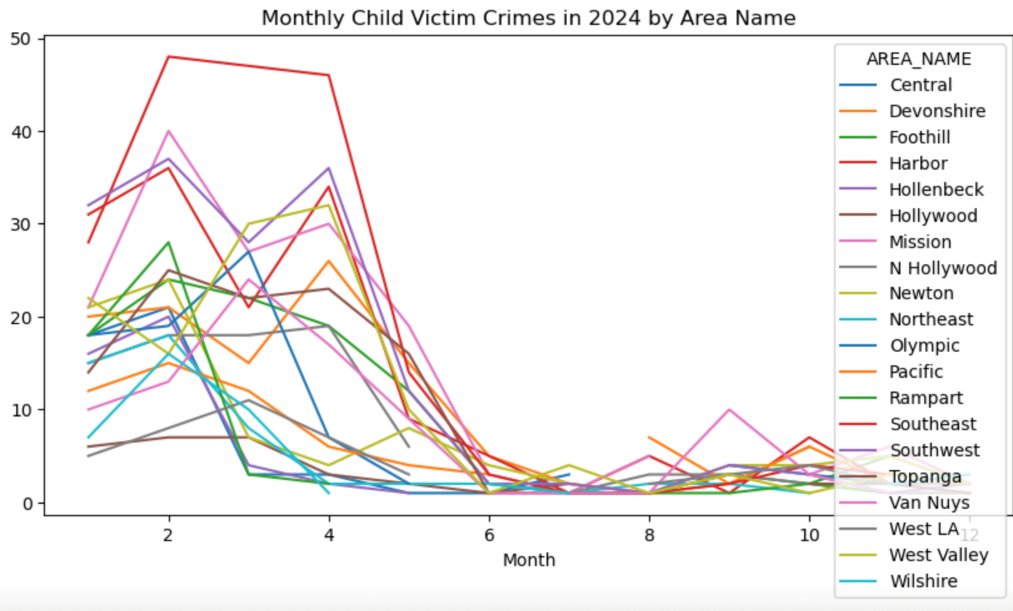 Monthly Child Victim Crimes in 2024 by Area Name
50
40
30
20
10
0
2
4
6
8
10
12
Month
AREA_NAME
Central
Devonshire
Foothill
Harbor
Hollenbeck
Hollywood
Mission
N Hollywood
Newton
Northeast
Olympic
Pacific
Rampart
Southeast
Southwest
Topanga
Van Nuys
West LA
West Valley
Wilshire